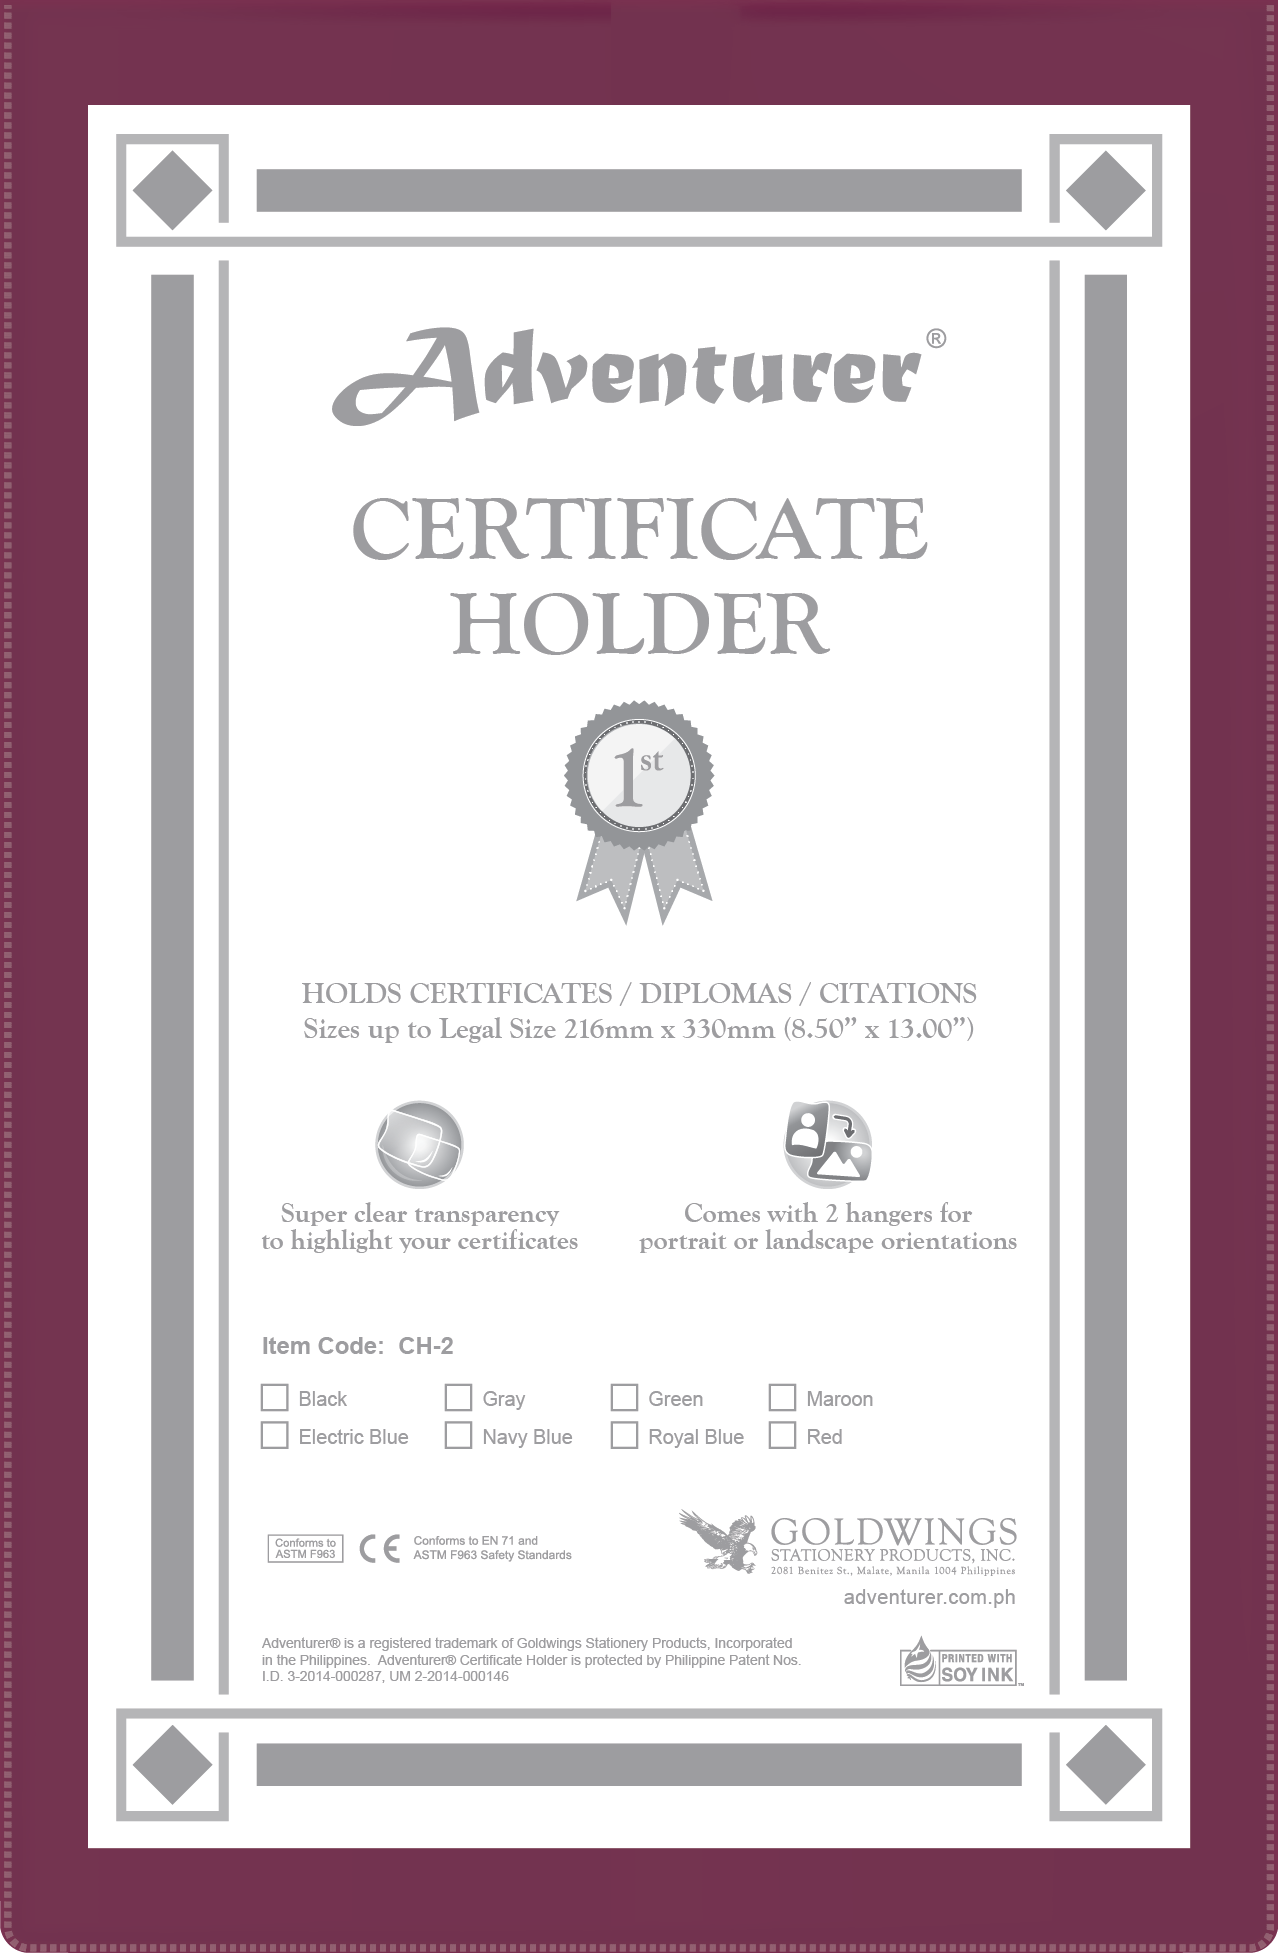 Adventurer®
CERTIFICATE
HOLDER
1st
HOLDS CERTIFICATES / DIPLOMAS / CITATIONS
Sizes up to Legal Size 216mm x 330mm (8.50” x 13.00”)
Super clear transparency
to highlight your certificates
Comes with 2 hangers for
portrait or landscape orientations
Item Code: CH-2
Black Gray Green Maroon
Electric Blue Navy Blue Royal Blue Red
Conforms to
ASTM F963
CE
Conforms to EN 71 and
ASTM F963 Safety Standards
GOLDWINGS
STATIONERY PRODUCTS, INC.
2081 Benitez St., Malate, Manila 1004 Philippines
adventurer.com.ph
Adventurer® is a registered trademark of Goldwings Stationery Products, Incorporated
in the Philippines. Adventurer® Certificate Holder is protected by Philippine Patent Nos.
I.D. 3-2014-000287, UM 2-2014-000146
PRINTED WITH
SOY INK™